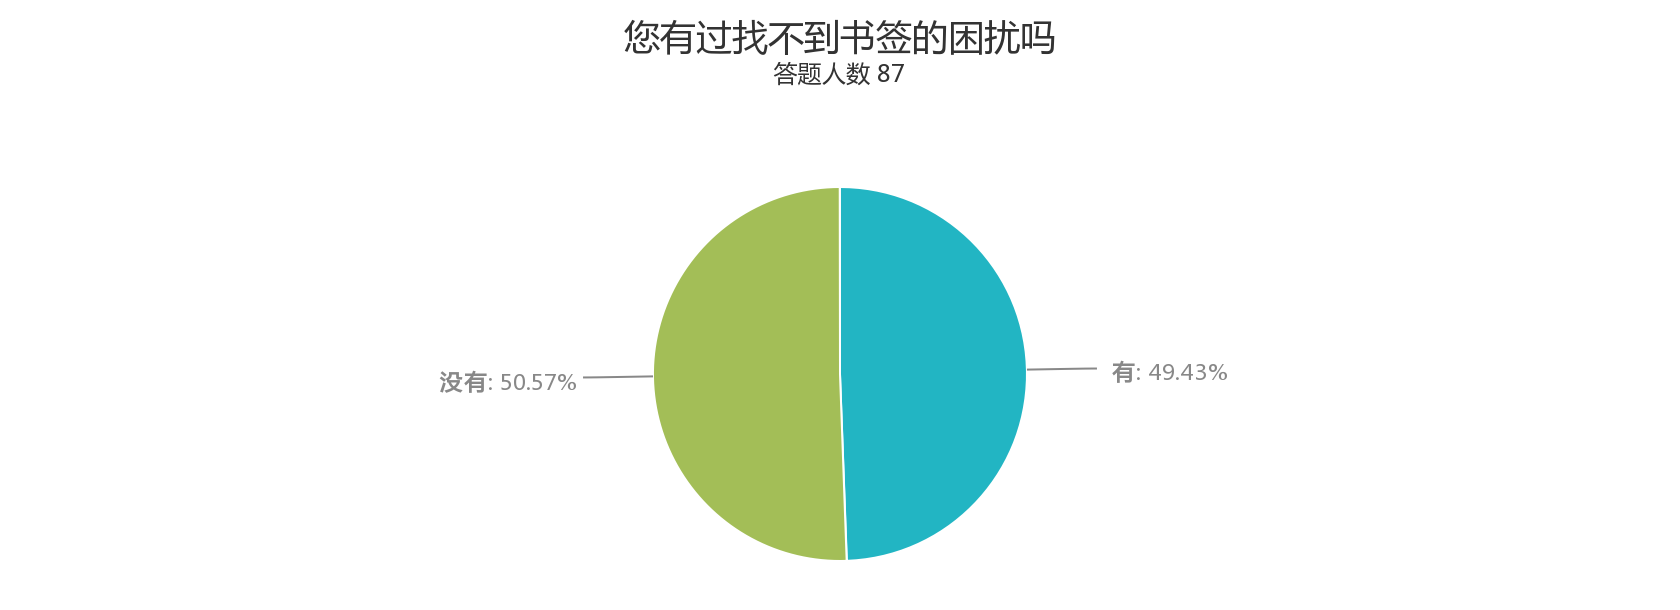 您有过找不到书签的困扰吗
答题人数 87
没有: 50.57%
有: 49.43%